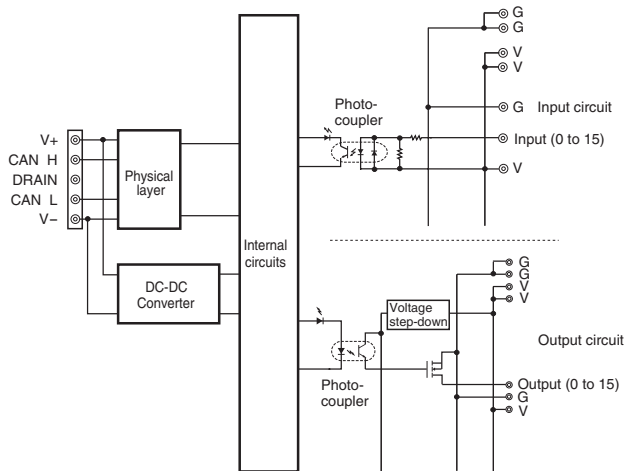 G
G
V
V
Photo-
coupler
G Input circuit
V+
CAN H
DRAIN
CAN L
V−
Physical
layer
Input (0 to 15)
V
Internal
circuits
DC-DC
Converter
G
G
V
V
Voltage
step-down
Output circuit
Photo-
coupler
Output (0 to 15)
G
V